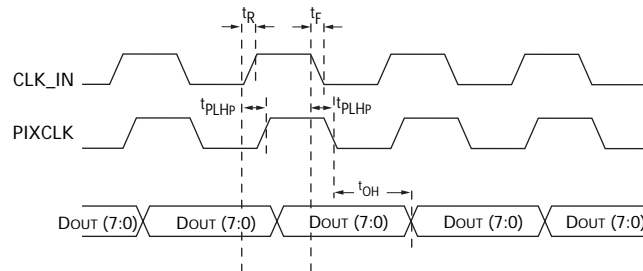 tR tF
CLK_IN
tPLHP tPLHP
PIXCLK
tOH
DOUT (7:0) DOUT (7:0) DOUT (7:0) DOUT (7:0) DOUT (7:0)